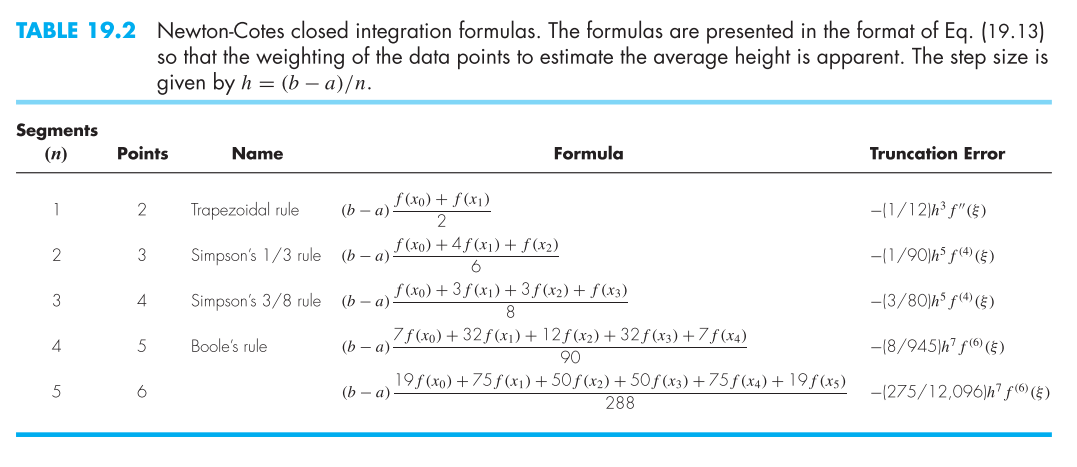 TABLE 19.2 Newton-Cotes closed integration formulas. The formulas are presented in the format of Eq. (19.13)
so that the weighting of the data points to estimate the average height is apparent. The step size is
given by h = (b − a)/n.
Segments
(n) Points Name Formula Truncation Error
1 2 Trapezoidal rule (b − a) f(x₀) + f(x₁) / 2 −(1/12)h³ f″(ξ)
2 3 Simpson's 1/3 rule (b − a) f(x₀) + 4f(x₁) + f(x₂) / 6 −(1/90)h⁵ f⁽⁴⁾(ξ)
3 4 Simpson's 3/8 rule (b − a) f(x₀) + 3f(x₁) + 3f(x₂) + f(x₃) / 8 −(3/80)h⁵ f⁽⁴⁾(ξ)
4 5 Boole's rule (b − a) 7f(x₀) + 32f(x₁) + 12f(x₂) + 32f(x₃) + 7f(x₄) / 90 −(8/945)h⁷ f⁽⁶⁾(ξ)
5 6 (b − a) 19f(x₀) + 75f(x₁) + 50f(x₂) + 50f(x₃) + 75f(x₄) + 19f(x₅) / 288 −(275/12,096)h⁷ f⁽⁶⁾(ξ)